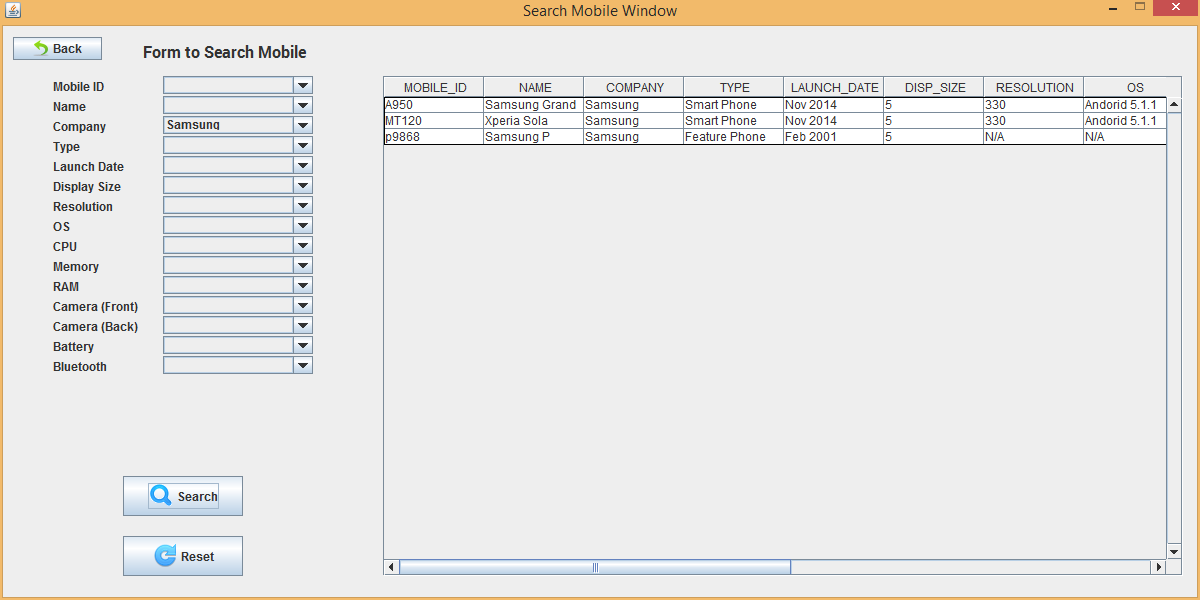 Search Mobile Window
Back
Form to Search Mobile
Mobile ID
Name
Company Samsung
Type
Launch Date
Display Size
Resolution
OS
CPU
Memory
RAM
Camera (Front)
Camera (Back)
Battery
Bluetooth
Search
Reset
MOBILE_ID NAME COMPANY TYPE LAUNCH_DATE DISP_SIZE RESOLUTION OS
A950 Samsung Grand Samsung Smart Phone Nov 2014 5 330 Andorid 5.1.1
MT120 Xperia Sola Samsung Smart Phone Nov 2014 5 330 Andorid 5.1.1
p9868 Samsung P Samsung Feature Phone Feb 2001 5 N/A N/A